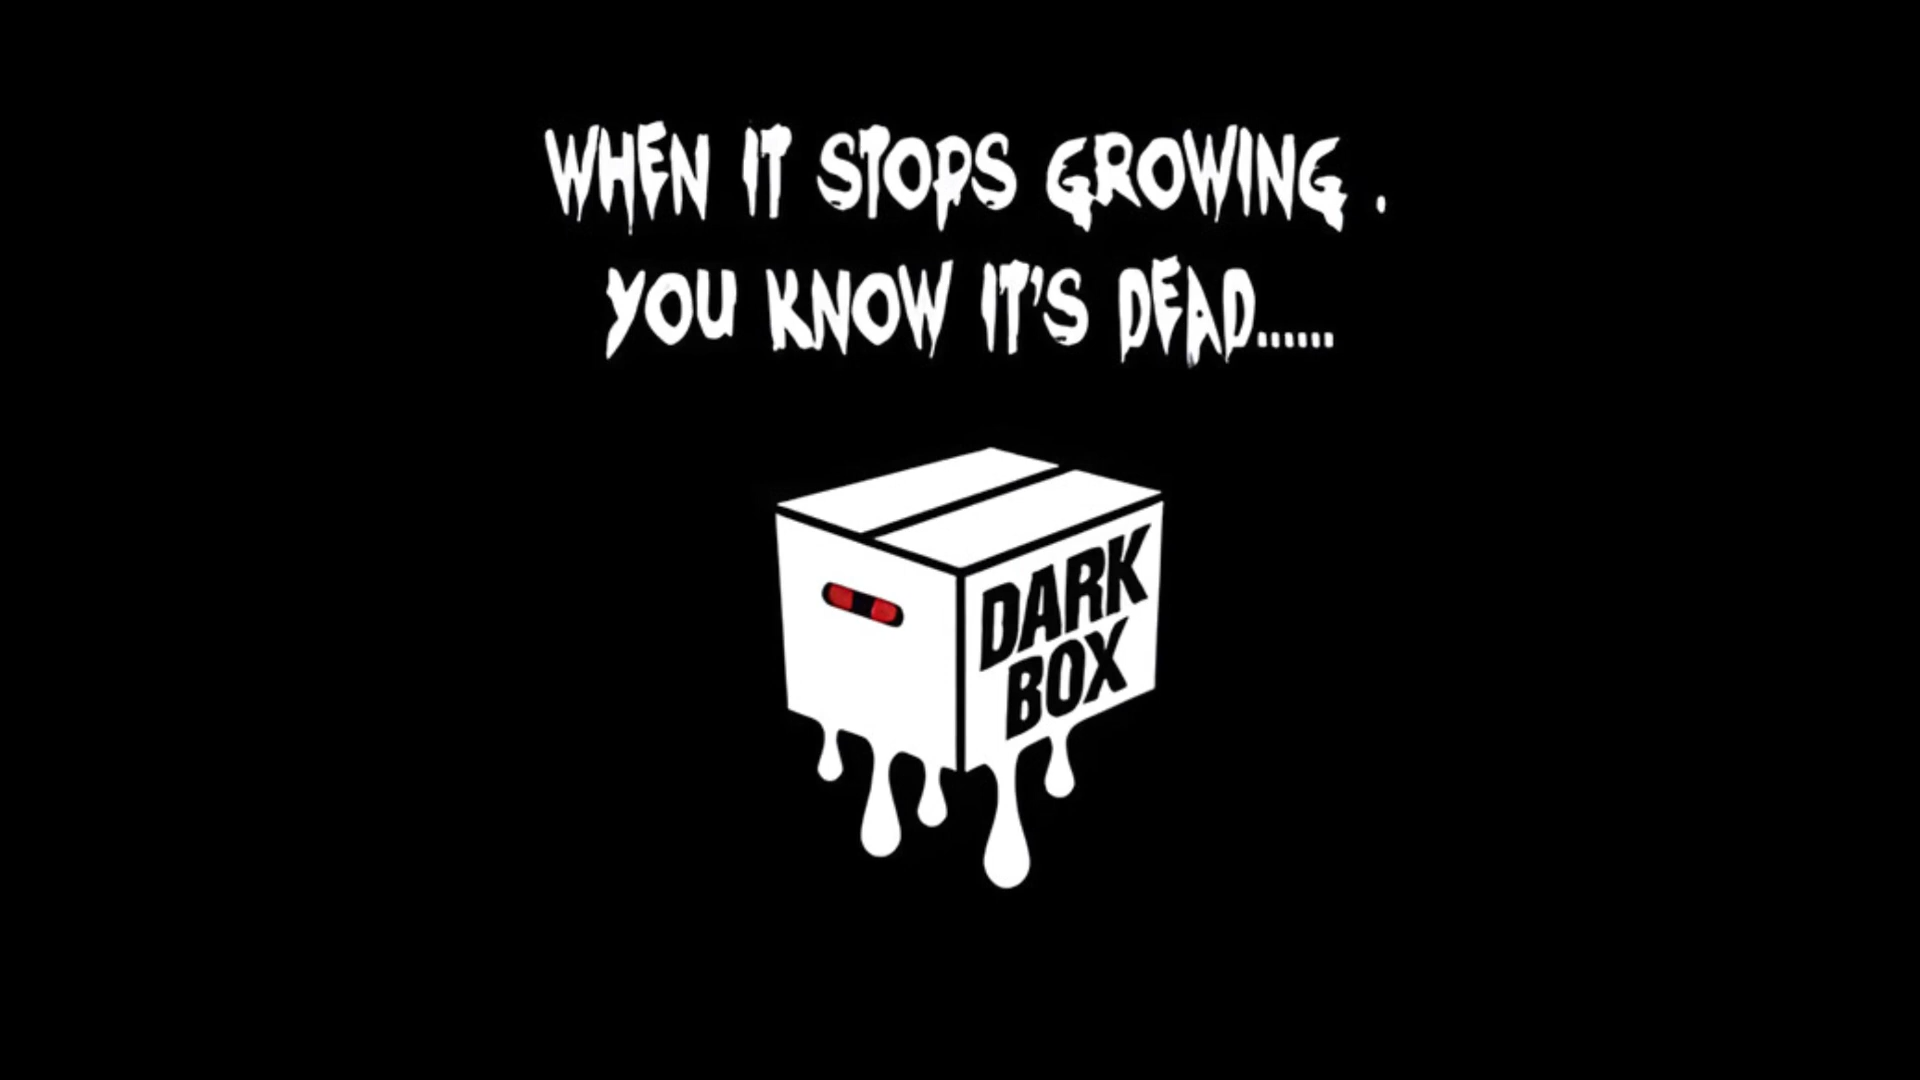 WHEN IT STOPS GROWING .
YOU KNOW IT'S DEAD......
DARK
BOX